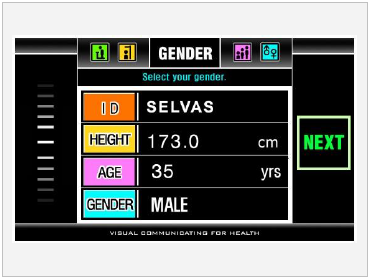 GENDER
Select your gender.
ID SELVAS
HEIGHT 173.0 cm
AGE 35 yrs
GENDER MALE
NEXT
VISUAL COMMUNICATING FOR HEALTH